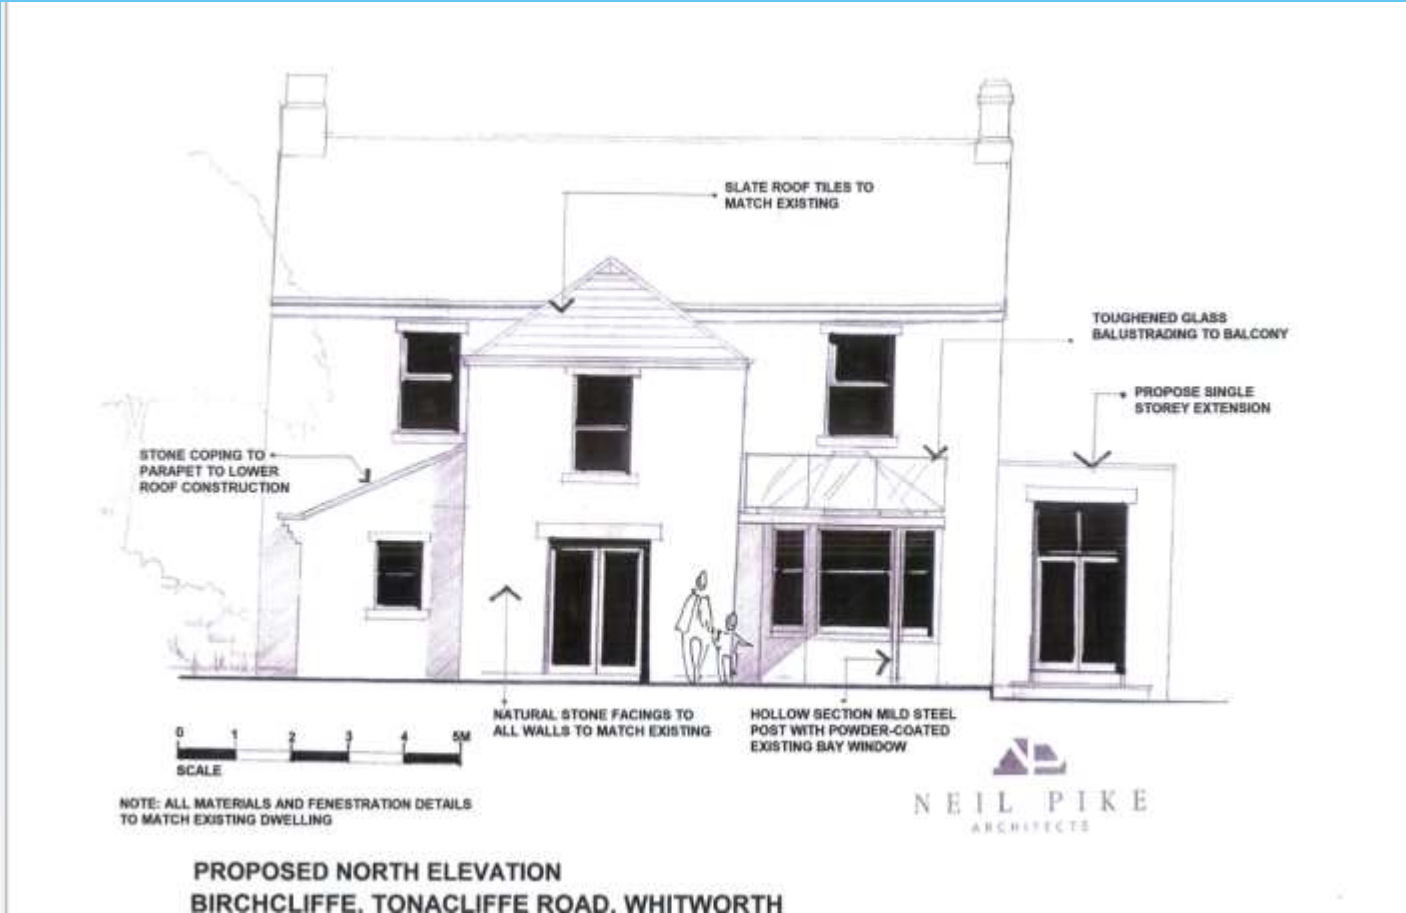 SLATE ROOF TILES TO
MATCH EXISTING
TOUGHENED GLASS
BALUSTRADING TO BALCONY
PROPOSE SINGLE
STOREY EXTENSION
STONE COPING TO
PARAPET TO LOWER
ROOF CONSTRUCTION
NATURAL STONE FACINGS TO
ALL WALLS TO MATCH EXISTING
HOLLOW SECTION MILD STEEL
POST WITH POWDER-COATED
EXISTING BAY WINDOW
0 1 2 3 4 5M
SCALE
NOTE: ALL MATERIALS AND FENESTRATION DETAILS
TO MATCH EXISTING DWELLING
NEIL PIKE
ARCHITECTS
PROPOSED NORTH ELEVATION
BIRCHCLIFFE, TONACLIFFE ROAD, WHITWORTH